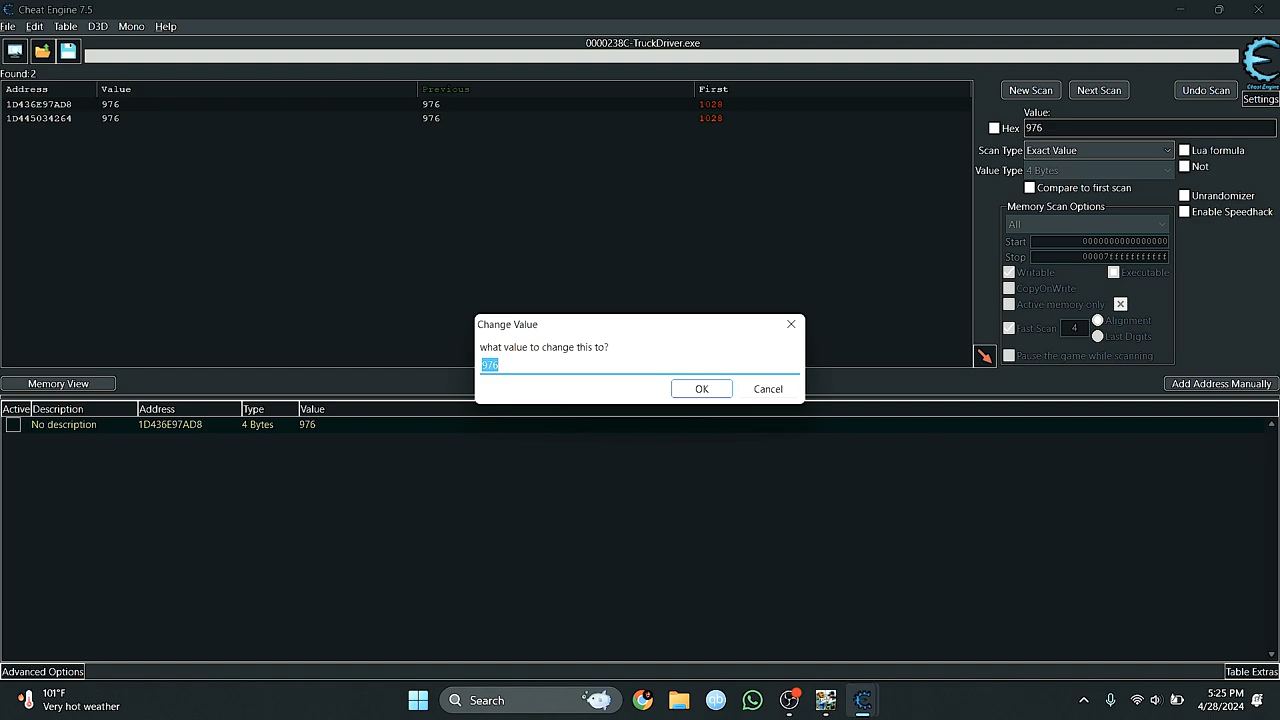 Cheat Engine 7.5
File Edit Table D3D Mono Help
0000238C-TruckDriver.exe
Found:2
Address Value Previous First
1D436E97AD8 976 976 1028
1D445034264 976 976 1028
New Scan Next Scan Undo Scan
Cheat Engine
Settings
Value:
Hex 976
Scan Type Exact Value Lua formula
Not
Value Type 4 Bytes
Compare to first scan
Unrandomizer
Enable Speedhack
Memory Scan Options
All
Start 0000000000000000
Stop 00007fffffffffff
Writable Executable
CopyOnWrite
Active memory only
Fast Scan 4 Alignment
Last Digits
Pause the game while scanning
Change Value
what value to change this to?
976
OK Cancel
Memory View Add Address Manually
Active Description Address Type Value
No description 1D436E97AD8 4 Bytes 976
Advanced Options Table Extras
101°F
Very hot weather
Search
qb
5:25 PM
4/28/2024